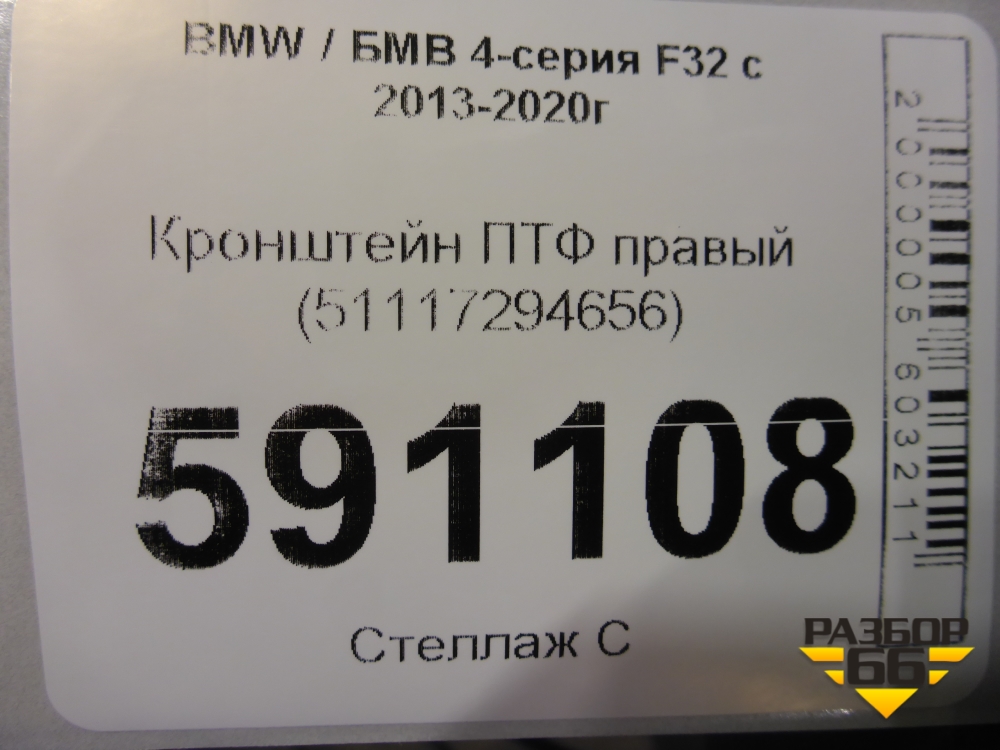 BMW / БМВ 4-серия F32 с
2013-2020г
Кронштейн ПТФ правый
(51117294656)
591108
Стеллаж С
2000005603211
РАЗБОР
66